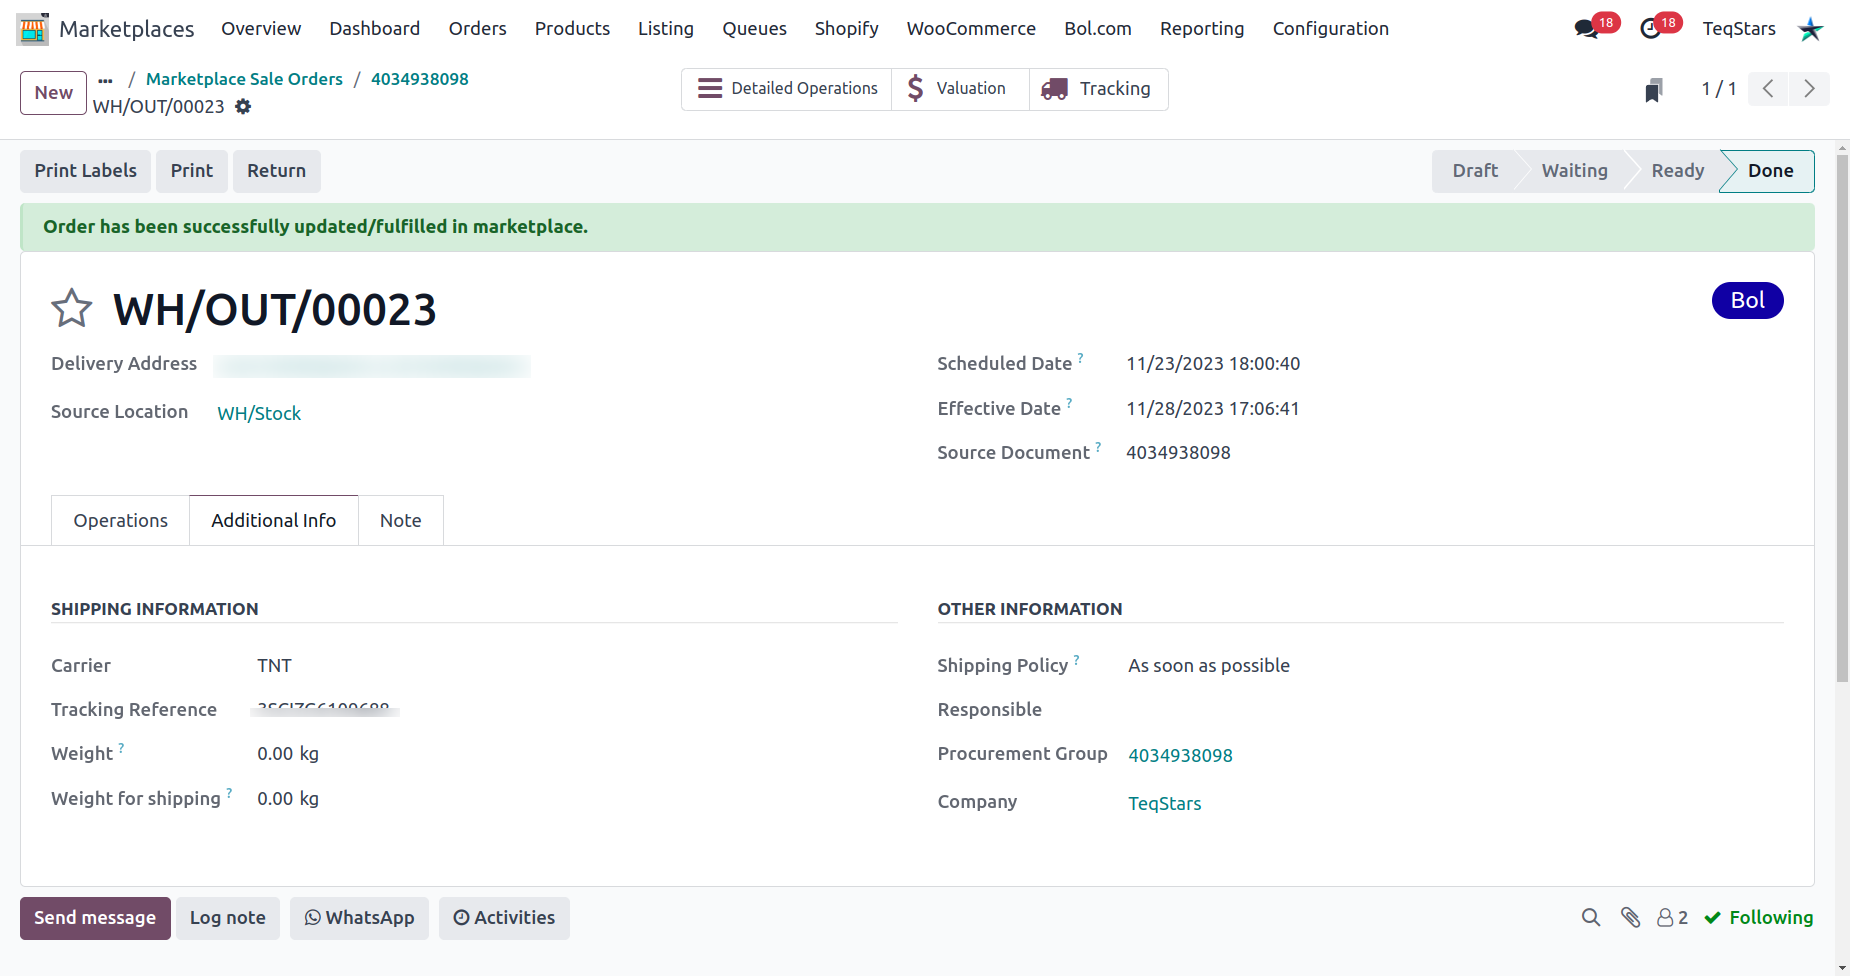 Marketplaces Overview Dashboard Orders Products Listing Queues Shopify WooCommerce Bol.com Reporting Configuration 18 18 TeqStars
New ... / Marketplace Sale Orders / 4034938098
WH/OUT/00023
Detailed Operations $ Valuation Tracking
1 / 1
Print Labels Print Return
Draft Waiting Ready Done
Order has been successfully updated/fulfilled in marketplace.
WH/OUT/00023
Bol
Delivery Address
Source Location WH/Stock
Scheduled Date ? 11/23/2023 18:00:40
Effective Date ? 11/28/2023 17:06:41
Source Document ? 4034938098
Operations Additional Info Note
SHIPPING INFORMATION
Carrier TNT
Tracking Reference
Weight ? 0.00 kg
Weight for shipping ? 0.00 kg
OTHER INFORMATION
Shipping Policy ? As soon as possible
Responsible
Procurement Group 4034938098
Company TeqStars
Send message Log note WhatsApp Activities
2 Following